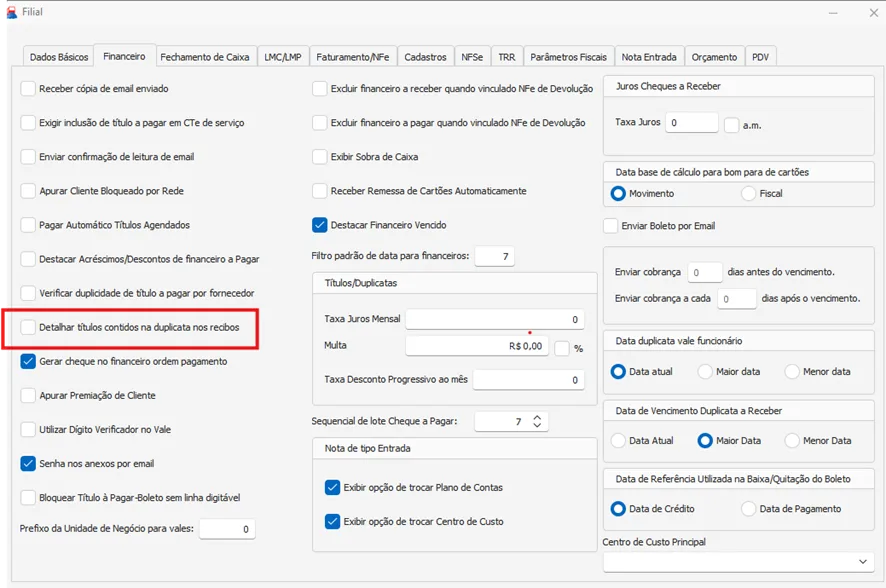 Filial
Dados Básicos Financeiro Fechamento de Caixa LMC/LMP Faturamento/NFe Cadastros NFSe TRR Parâmetros Fiscais Nota Entrada Orçamento PDV
Receber cópia de email enviado
Exigir inclusão de título a pagar em CTe de serviço
Enviar confirmação de leitura de email
Apurar Cliente Bloqueado por Rede
Pagar Automático Títulos Agendados
Destacar Acréscimos/Descontos de financeiro a Pagar
Verificar duplicidade de título a pagar por fornecedor
Detalhar títulos contidos na duplicata nos recibos
Gerar cheque no financeiro ordem pagamento
Apurar Premiação de Cliente
Utilizar Dígito Verificador no Vale
Senha nos anexos por email
Bloquear Título à Pagar-Boleto sem linha digitável
Prefixo da Unidade de Negócio para vales: 0
Excluir financeiro a receber quando vinculado NFe de Devolução
Excluir financeiro a pagar quando vinculado NFe de Devolução
Exibir Sobra de Caixa
Receber Remessa de Cartões Automaticamente
Destacar Financeiro Vencido
Filtro padrão de data para financeiros: 7
Títulos/Duplicatas
Taxa Juros Mensal 0
Multa R$ 0,00 %
Taxa Desconto Progressivo ao mês 0
Sequencial de lote Cheque a Pagar: 7
Nota de tipo Entrada
Exibir opção de trocar Plano de Contas
Exibir opção de trocar Centro de Custo
Juros Cheques a Receber
Taxa Juros 0 a.m.
Data base de cálculo para bom para de cartões
Movimento Fiscal
Enviar Boleto por Email
Enviar cobrança 0 dias antes do vencimento.
Enviar cobrança a cada 0 dias após o vencimento.
Data duplicata vale funcionário
Data atual Maior data Menor data
Data de Vencimento Duplicata a Receber
Data Atual Maior Data Menor Data
Data de Referência Utilizada na Baixa/Quitação do Boleto
Data de Crédito Data de Pagamento
Centro de Custo Principal